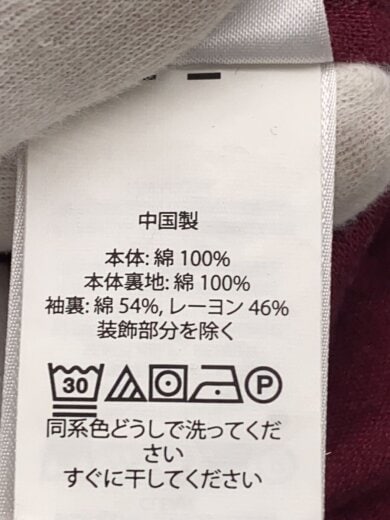 中国製
本体: 綿 100%
本体裏地: 綿 100%
袖裏: 綿 54%, レーヨン 46%
装飾部分を除く
30 P
同系色どうしで洗ってくだ
さい
すぐに干してください